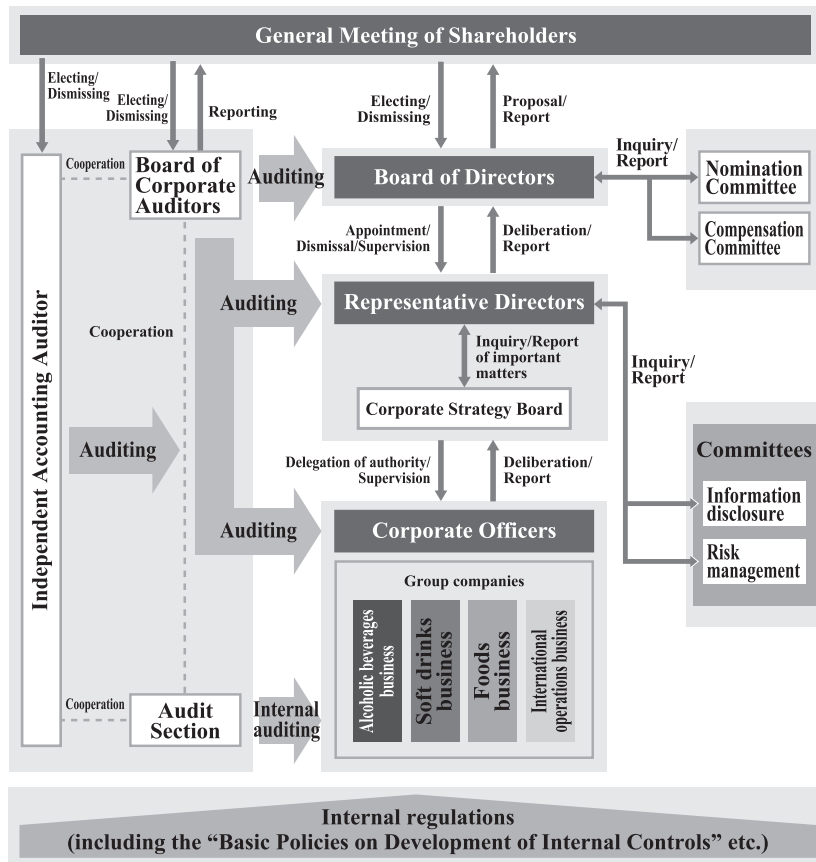 General Meeting of Shareholders
Electing/
Dismissing
Electing/
Dismissing
Reporting
Electing/
Dismissing
Proposal/
Report
Cooperation
Board of
Corporate
Auditors
Auditing
Board of Directors
Inquiry/
Report
Nomination
Committee
Compensation
Committee
Appointment/
Dismissal/Supervision
Deliberation/
Report
Independent Accounting Auditor
Cooperation
Auditing
Representative Directors
Inquiry/Report
of important
matters
Inquiry/
Report
Corporate Strategy Board
Auditing
Delegation of authority/
Supervision
Deliberation/
Report
Committees
Information
disclosure
Risk
management
Auditing
Corporate Officers
Group companies
Alcoholic beverages
business
Soft drinks
business
Foods
business
International
operations business
Cooperation
Audit
Section
Internal
auditing
Internal regulations
(including the “Basic Policies on Development of Internal Controls” etc.)